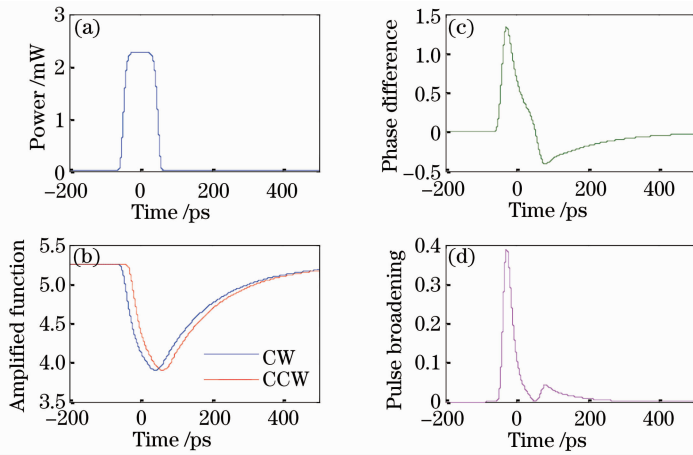 (a)
Power /mW
3
2
1
0
−200 0 200 400
Time /ps
(b)
Amplified function
5.5
5.0
4.5
4.0
3.5
CW
CCW
−200 0 200 400
Time /ps
(c)
Phase difference
1.5
1.0
0.5
0
−0.5
−200 0 200 400
Time /ps
(d)
Pulse broadening
0.4
0.3
0.2
0.1
0
−200 0 200 400
Time /ps